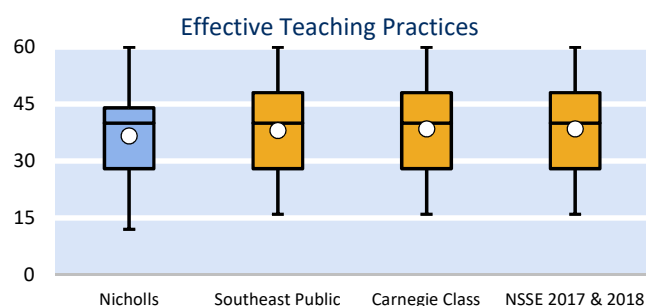 Effective Teaching Practices
60
45
30
15
0
Nicholls Southeast Public Carnegie Class NSSE 2017 & 2018